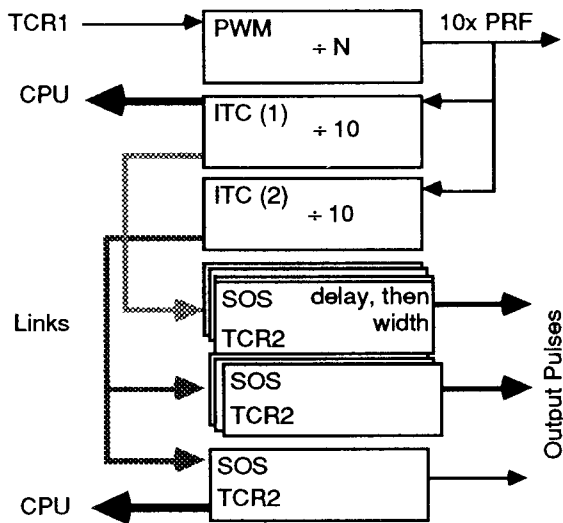 TCR1
PWM
÷ N
10x PRF
CPU
ITC (1)
÷ 10
ITC (2)
÷ 10
Links
SOS delay, then
width
TCR2
SOS
TCR2
SOS
TCR2
CPU
Output Pulses